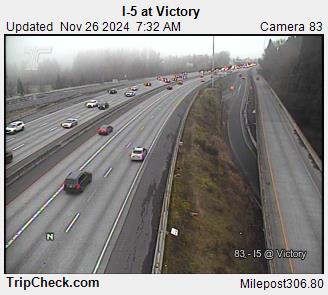 I-5 at Victory
Updated Nov 26 2024 7:32 AM Camera 83
N
83 - I5 @ Victory
TripCheck.com Milepost306.80